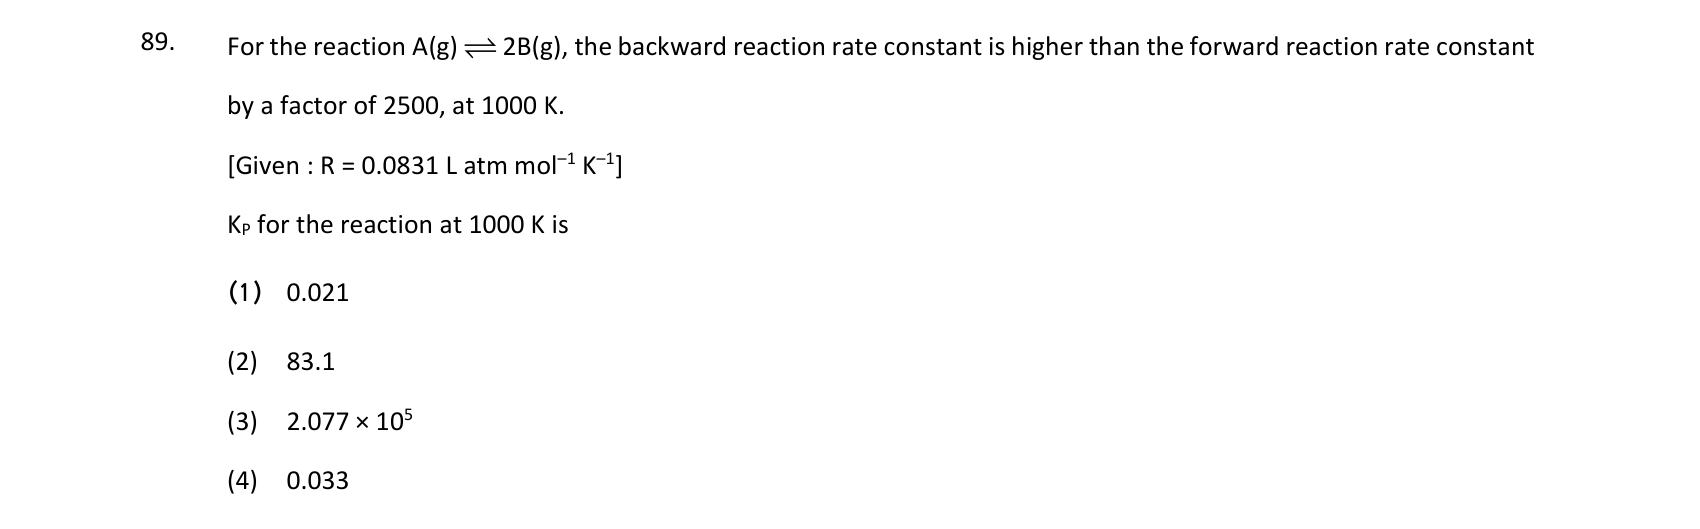 89. For the reaction A(g) ⇌ 2B(g), the backward reaction rate constant is higher than the forward reaction rate constant
by a factor of 2500, at 1000 K.
[Given : R = 0.0831 L atm mol⁻¹ K⁻¹]
Kₚ for the reaction at 1000 K is
(1) 0.021
(2) 83.1
(3) 2.077 × 10⁵
(4) 0.033